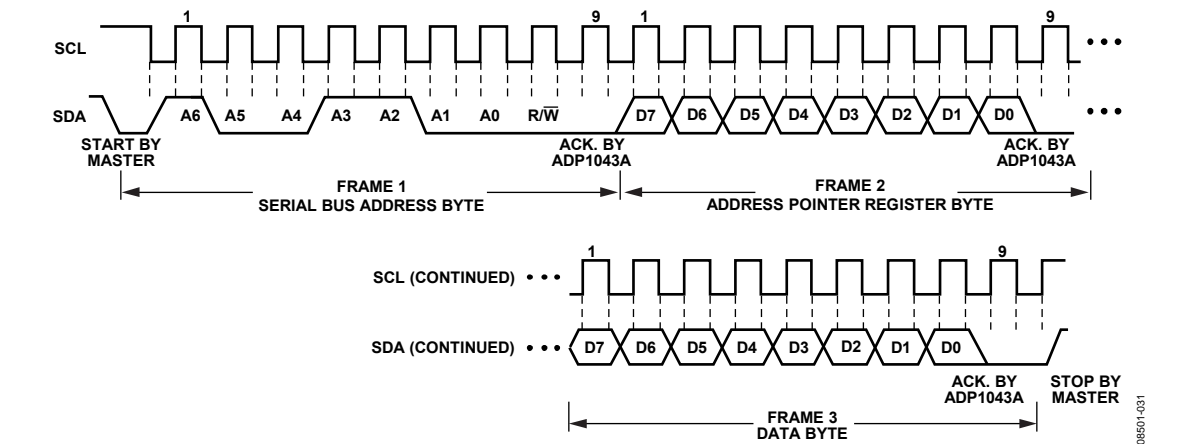 1 9 1 9
SCL
SDA A6 A5 A4 A3 A2 A1 A0 R/W̅ D7 D6 D5 D4 D3 D2 D1 D0
START BY
MASTER
ACK. BY
ADP1043A
ACK. BY
ADP1043A
FRAME 1
SERIAL BUS ADDRESS BYTE
FRAME 2
ADDRESS POINTER REGISTER BYTE
1 9
SCL (CONTINUED)
SDA (CONTINUED) D7 D6 D5 D4 D3 D2 D1 D0
ACK. BY
ADP1043A
STOP BY
MASTER
FRAME 3
DATA BYTE
08501-031